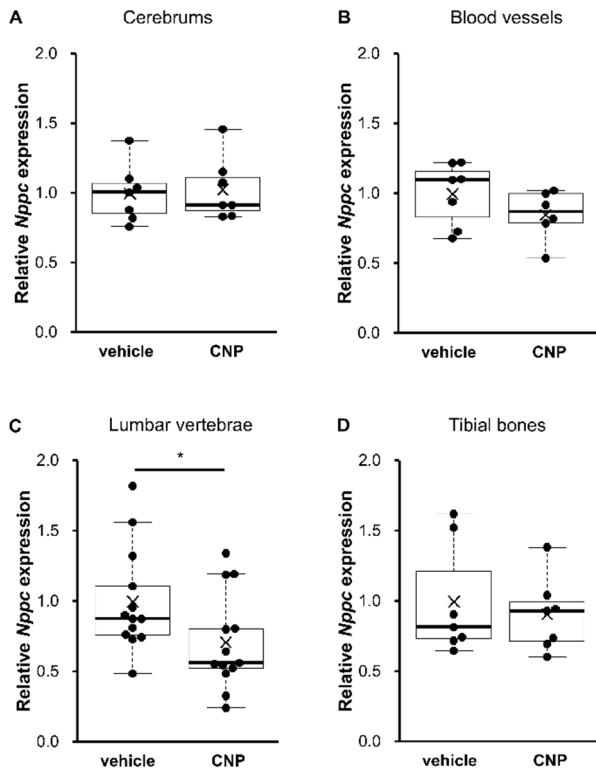 A Cerebrums
Relative Nppc expression
2.0
1.5
1.0
0.5
0.0
vehicle CNP
B Blood vessels
Relative Nppc expression
2.0
1.5
1.0
0.5
0.0
vehicle CNP
C Lumbar vertebrae
Relative Nppc expression
2.0
1.5
1.0
0.5
0.0
*
vehicle CNP
D Tibial bones
Relative Nppc expression
2.0
1.5
1.0
0.5
0.0
vehicle CNP